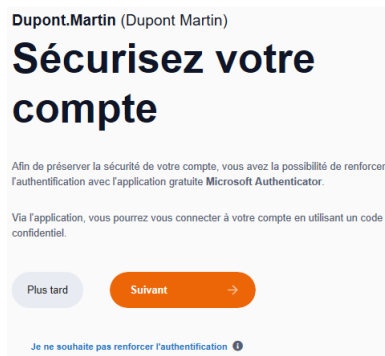 Dupont.Martin (Dupont Martin)
Sécurisez votre
compte
Afin de préserver la sécurité de votre compte, vous avez la possibilité de renforcer
l'authentification avec l'application gratuite Microsoft Authenticator.
Via l'application, vous pourrez vous connecter à votre compte en utilisant un code
confidentiel.
Plus tard
Suivant
Je ne souhaite pas renforcer l'authentification